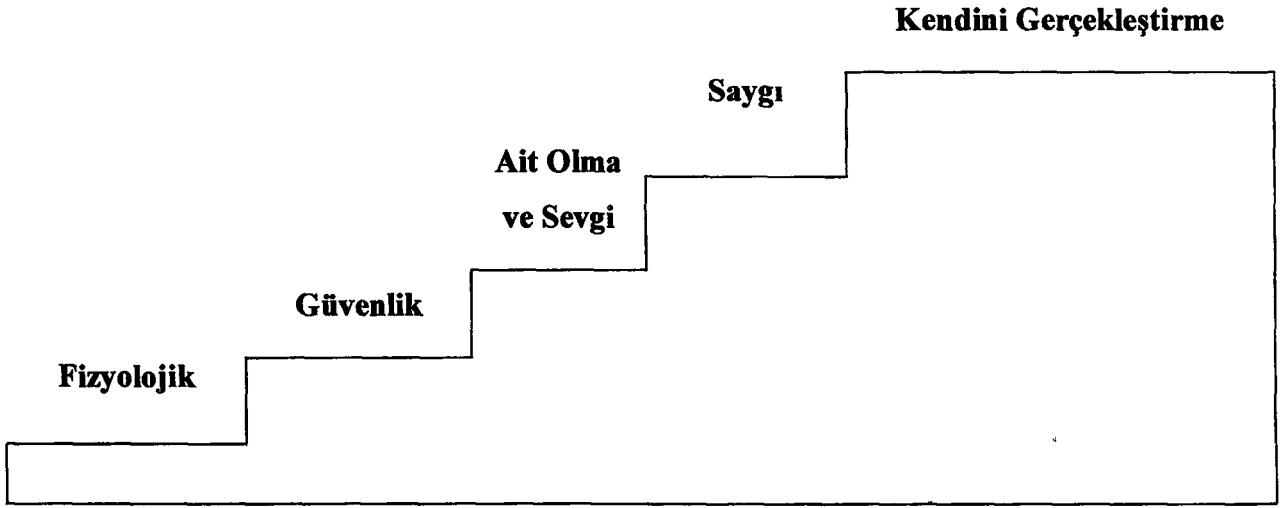 Kendini Gerçekleştirme
Saygı
Ait Olma
ve Sevgi
Güvenlik
Fizyolojik